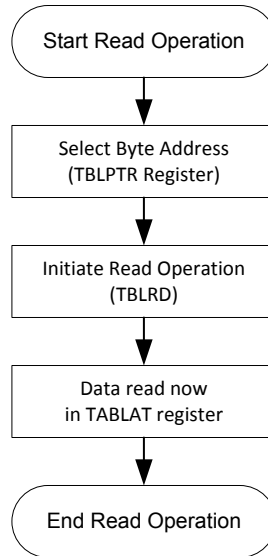 Start Read Operation
Select Byte Address
(TBLPTR Register)
Initiate Read Operation
(TBLRD)
Data read now
in TABLAT register
End Read Operation